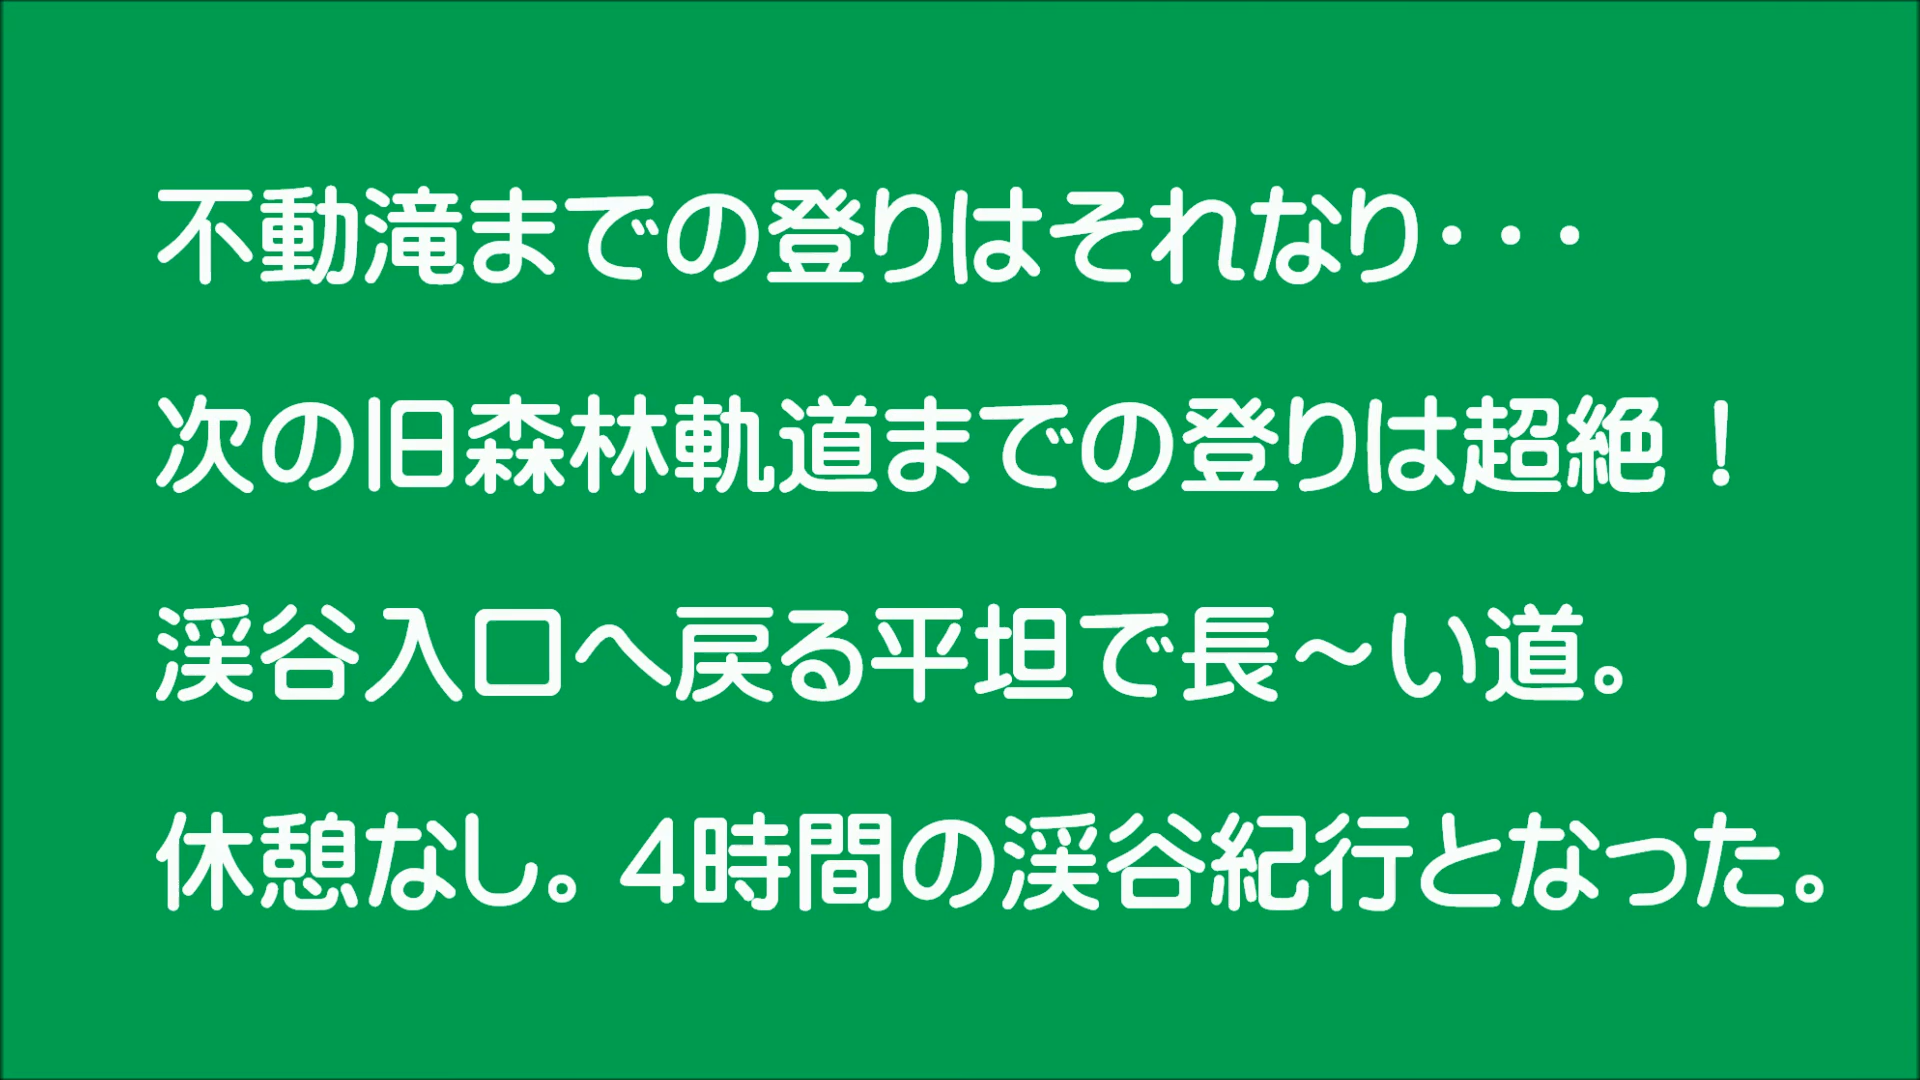 不動滝までの登りはそれなり・・・
次の旧森林軌道までの登りは超絶！
渓谷入口へ戻る平坦で長～い道。
休憩なし。4時間の渓谷紀行となった。